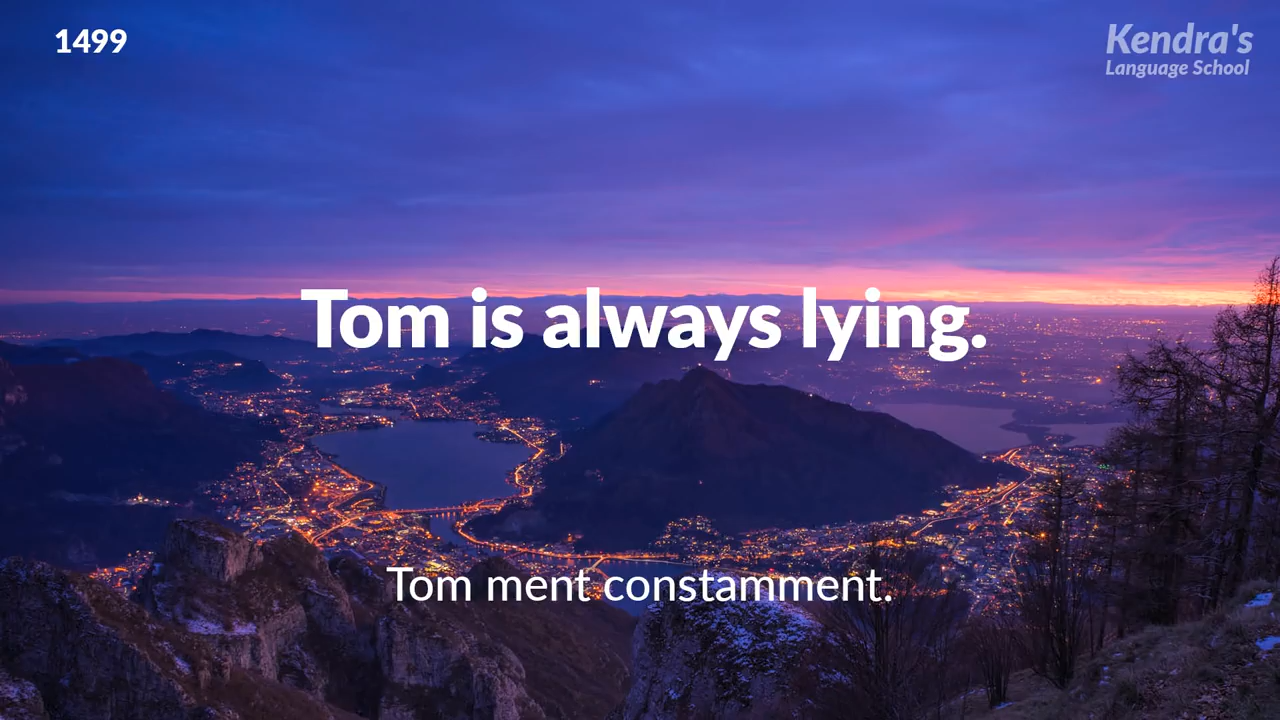 1499
Kendra's
Language School
Tom is always lying.
Tom ment constamment.